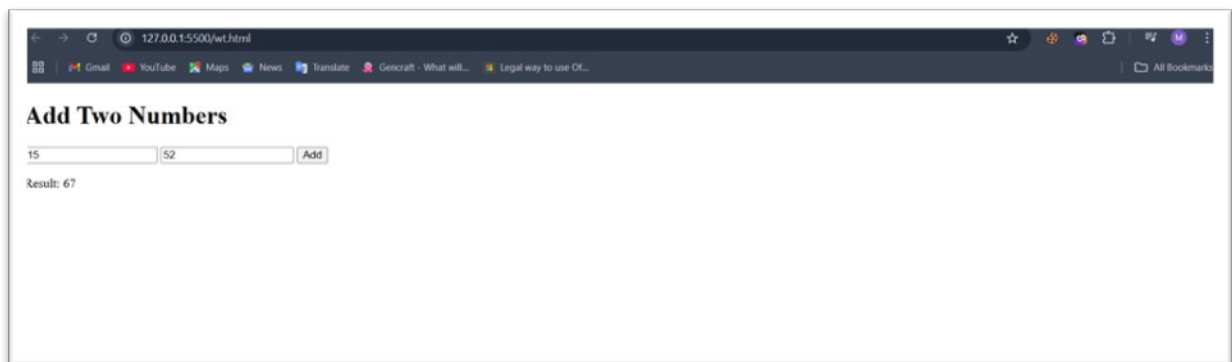 127.0.0.1:5500/wt.html
M
Gmail YouTube Maps News Translate Gencraft - What will... Legal way to use Of... All Bookmarks
Add Two Numbers
15 52 Add
Result: 67